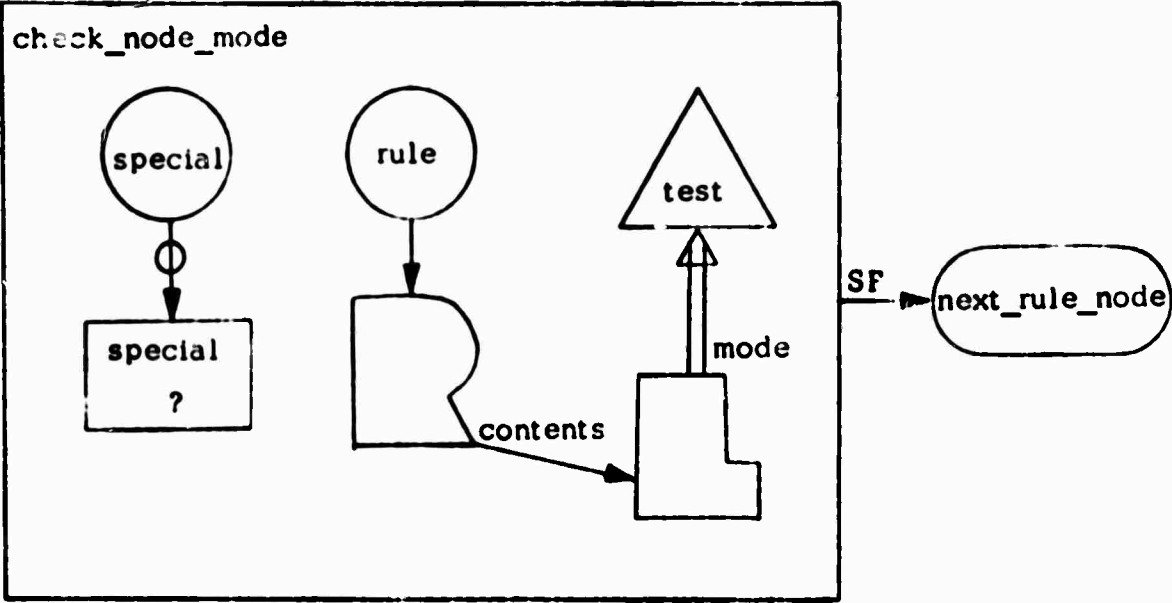 check_node_mode
special
rule
test
special
?
mode
contents
SF
next_rule_node